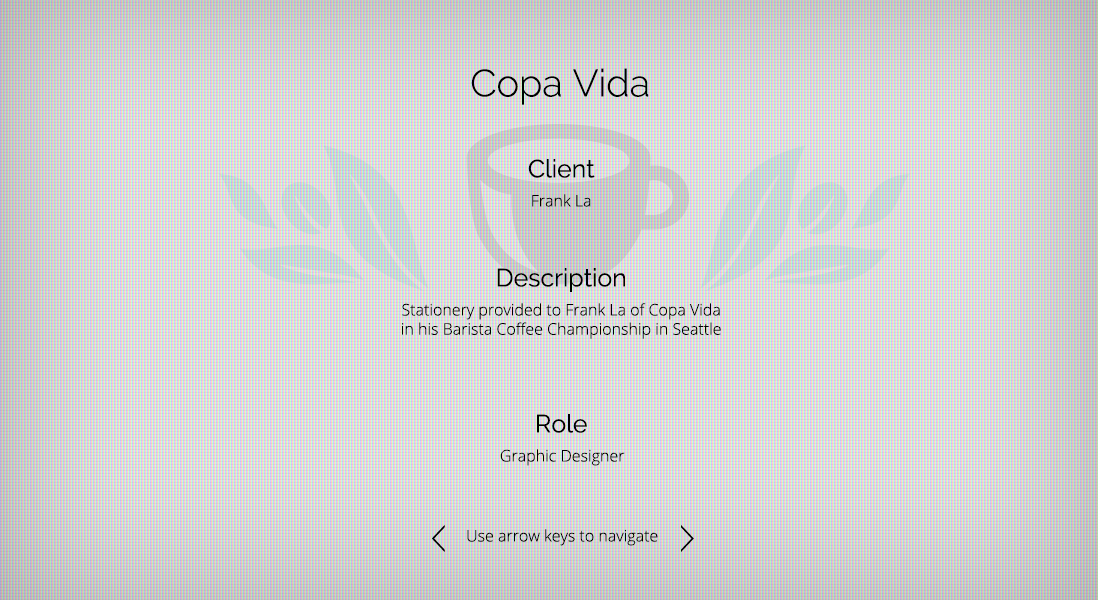 Copa Vida
Client
Frank La
Description
Stationery provided to Frank La of Copa Vida
in his Barista Coffee Championship in Seattle
Role
Graphic Designer
Use arrow keys to navigate